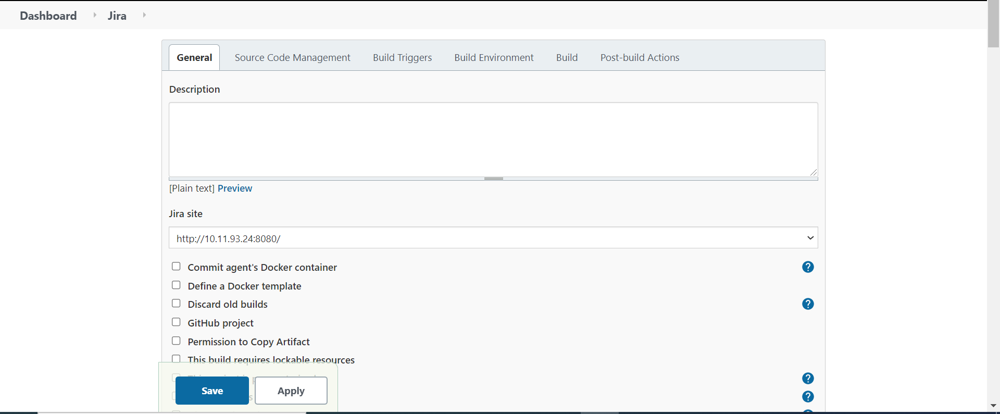 Dashboard Jira
General Source Code Management Build Triggers Build Environment Build Post-build Actions
Description
[Plain text] Preview
Jira site
http://10.11.93.24:8080/
Commit agent's Docker container ?
Define a Docker template
Discard old builds ?
GitHub project
Permission to Copy Artifact
This build requires lockable resources
?
Save Apply
?